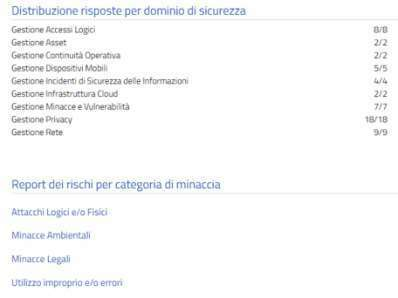 Distribuzione risposte per dominio di sicurezza
Gestione Accessi Logici 8/8
Gestione Asset 2/2
Gestione Continuità Operativa 2/2
Gestione Dispositivi Mobili 5/5
Gestione Incidenti di Sicurezza delle Informazioni 4/4
Gestione Infrastruttura Cloud 2/2
Gestione Minacce e Vulnerabilità 7/7
Gestione Privacy 18/18
Gestione Rete 9/9
Report dei rischi per categoria di minaccia
Attacchi Logici e/o Fisici
Minacce Ambientali
Minacce Legali
Utilizzo improprio e/o errori